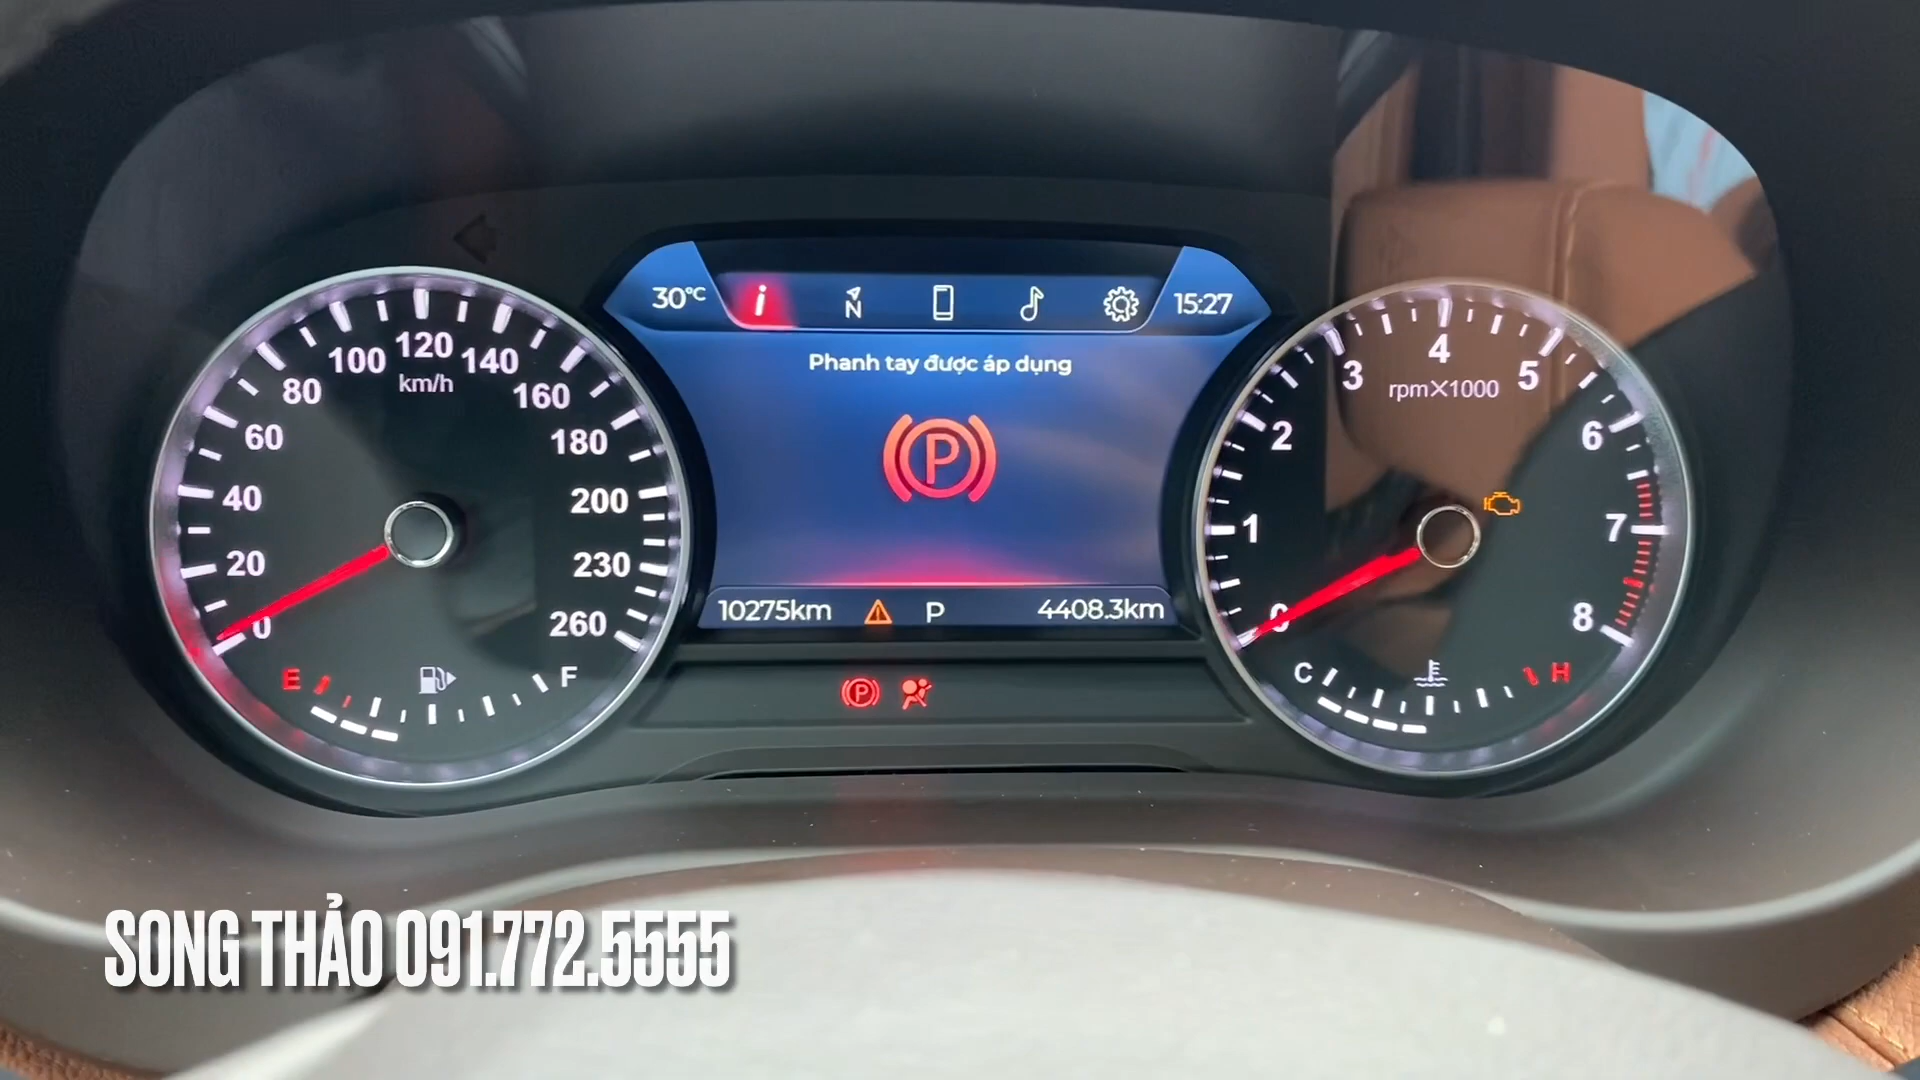 30°C
i
N
15:27
Phanh tay được áp dụng
P
10275km
P
4408.3km
P
0
20
40
60
80
100
120
140
160
180
200
230
260
km/h
E
F
0
1
2
3
4
5
6
7
8
rpmX1000
C
H
SONG THẢO 091.772.5555